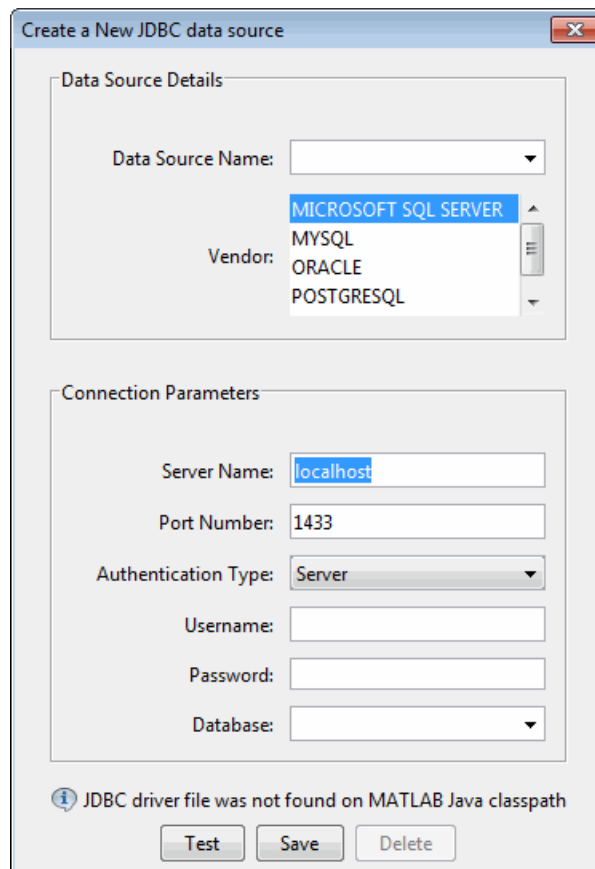 Create a New JDBC data source
Data Source Details
Data Source Name:
Vendor:
MICROSOFT SQL SERVER
MYSQL
ORACLE
POSTGRESQL
Connection Parameters
Server Name: localhost
Port Number: 1433
Authentication Type: Server
Username:
Password:
Database:
JDBC driver file was not found on MATLAB Java classpath
Test Save Delete